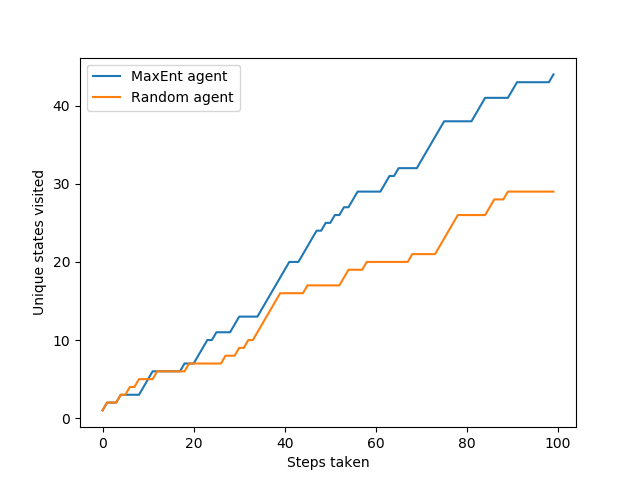 MaxEnt agent
Random agent
40
30
20
10
0
Unique states visited
0 20 40 60 80 100
Steps taken